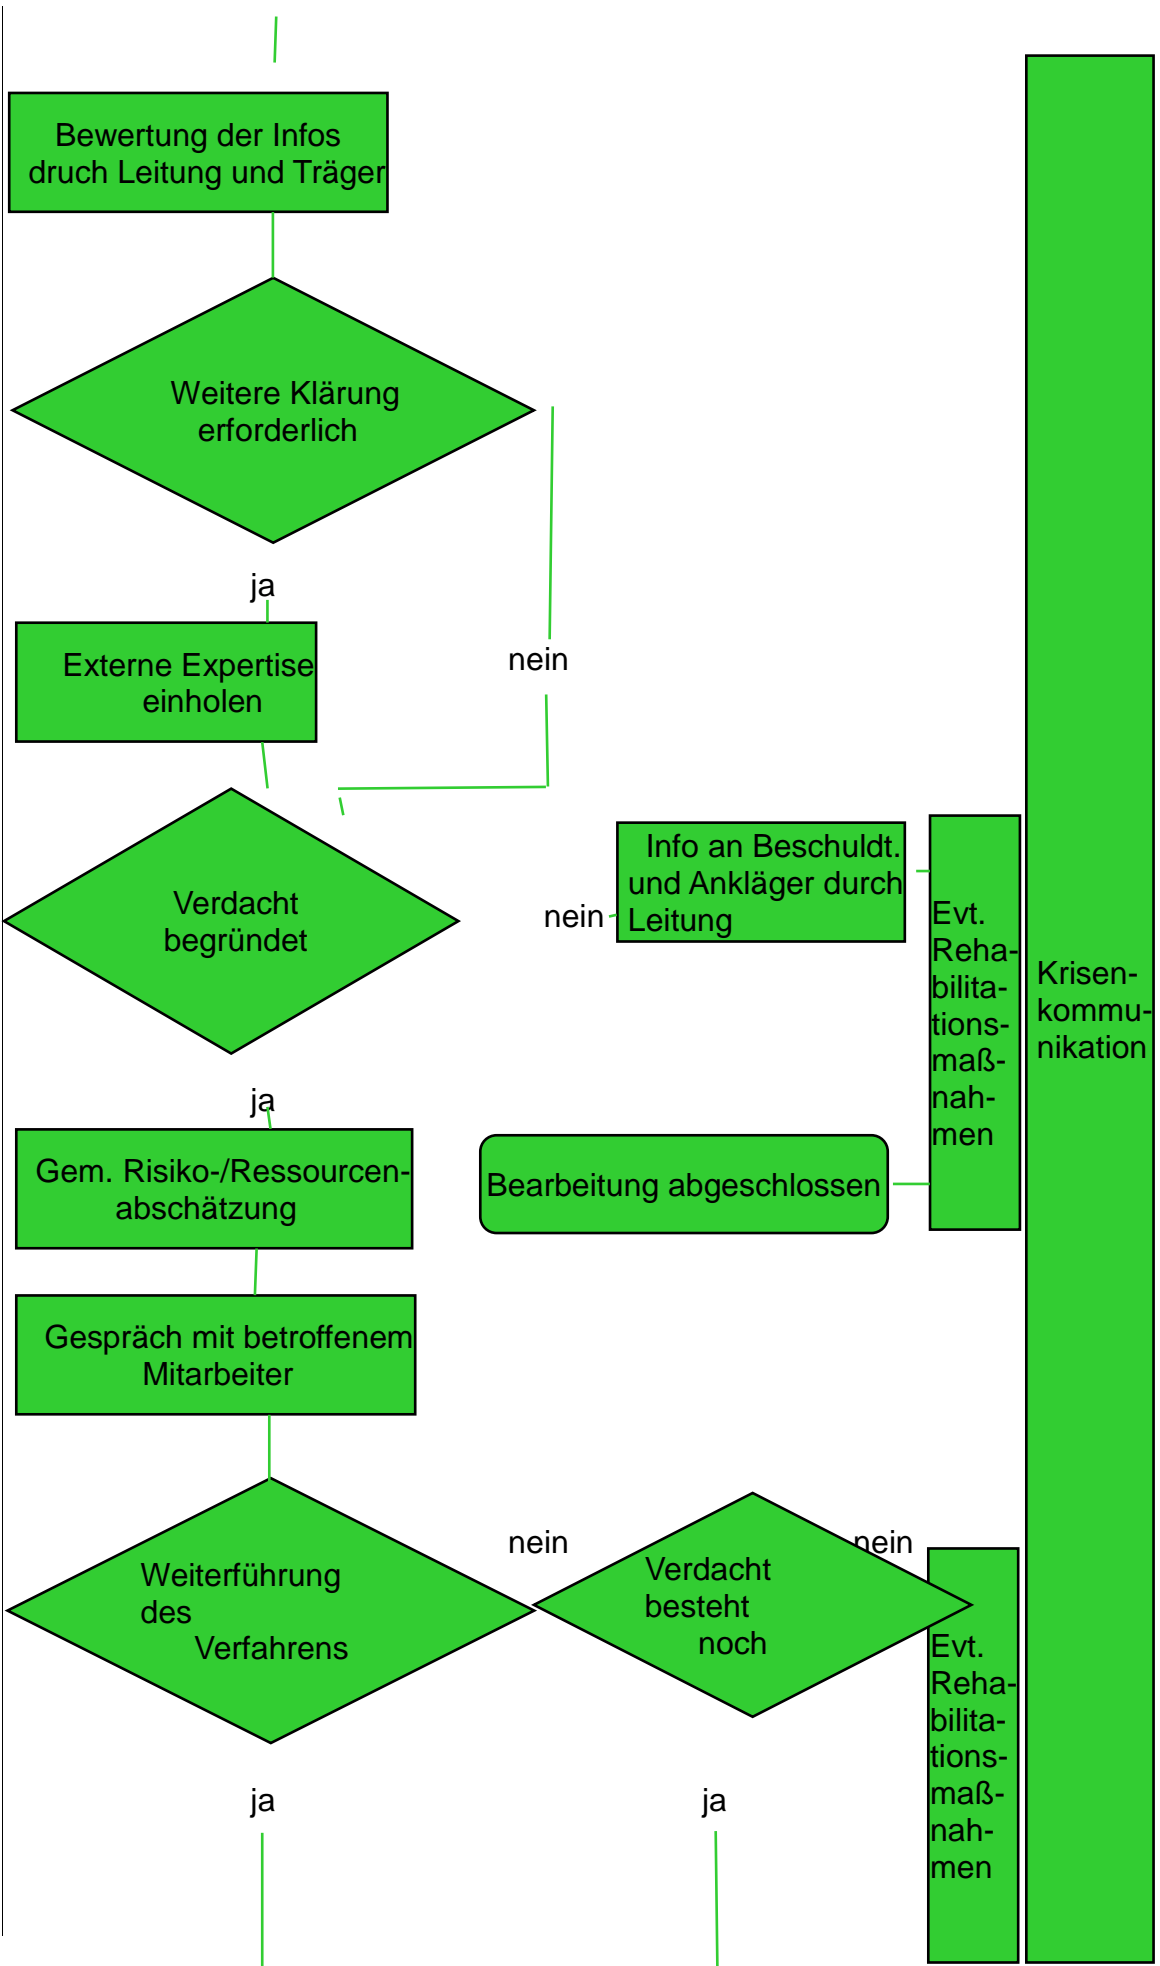 Bewertung der Infos
druch Leitung und Träger
Weitere Klärung
erforderlich
ja
Externe Expertise
einholen
nein
Verdacht
begründet
nein
Info an Beschuldt.
und Ankläger durch
Leitung
Evt.
Reha-
bilita-
tions-
maß-
nah-
men
Krisen-
kommu-
nikation
ja
Gem. Risiko-/Ressourcen-
abschätzung
Bearbeitung abgeschlossen
Gespräch mit betroffenem
Mitarbeiter
Weiterführung
des
Verfahrens
nein
Verdacht
besteht
noch
nein
Evt.
Reha-
bilita-
tions-
maß-
nah-
men
ja
ja